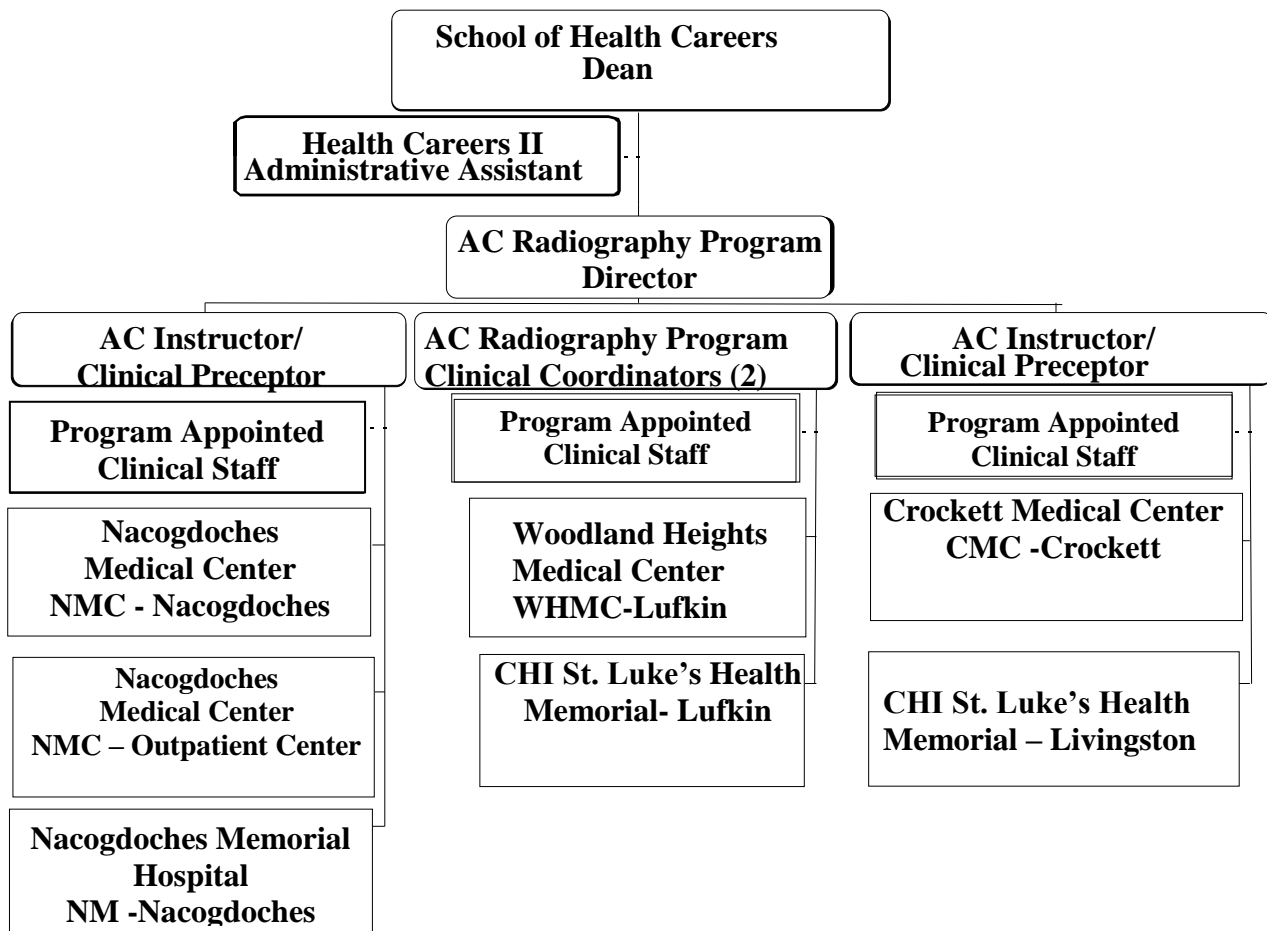 School of Health Careers
Dean
Health Careers II
Administrative Assistant
AC Radiography Program
Director
AC Instructor/
Clinical Preceptor
Program Appointed
Clinical Staff
Nacogdoches
Medical Center
NMC - Nacogdoches
Nacogdoches
Medical Center
NMC – Outpatient Center
Nacogdoches Memorial
Hospital
NM -Nacogdoches
AC Radiography Program
Clinical Coordinators (2)
Program Appointed
Clinical Staff
Woodland Heights
Medical Center
WHMC-Lufkin
CHI St. Luke’s Health
Memorial- Lufkin
AC Instructor/
Clinical Preceptor
Program Appointed
Clinical Staff
Crockett Medical Center
CMC -Crockett
CHI St. Luke’s Health
Memorial – Livingston